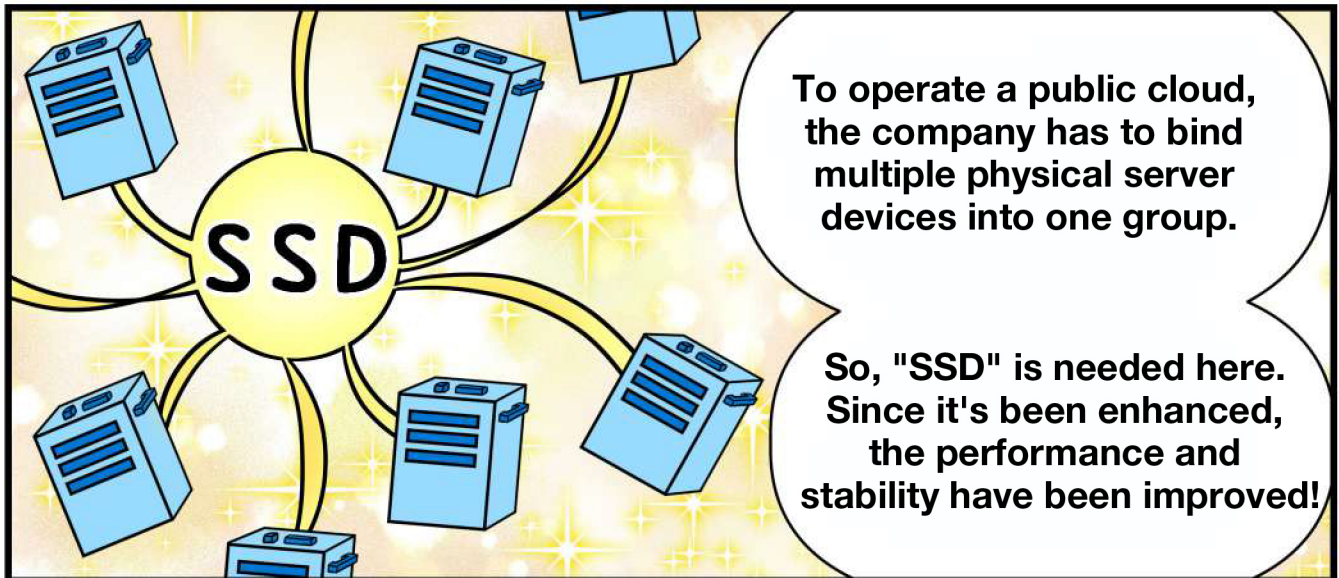 SSD
To operate a public cloud,
the company has to bind
multiple physical server
devices into one group.
So, "SSD" is needed here.
Since it's been enhanced,
the performance and
stability have been improved!